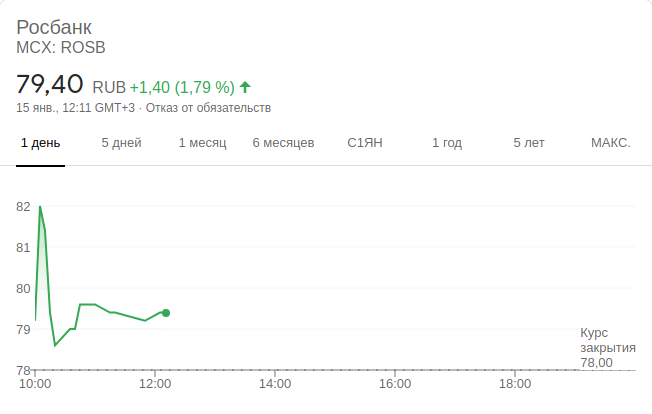 Росбанк
MCX: ROSB
79,40 RUB +1,40 (1,79 %)
15 янв., 12:11 GMT+3 · Отказ от обязательств
1 день 5 дней 1 месяц 6 месяцев С1ЯН 1 год 5 лет МАКС.
82
81
80
79
78
Курс
закрытия
78,00
10:00 12:00 14:00 16:00 18:00